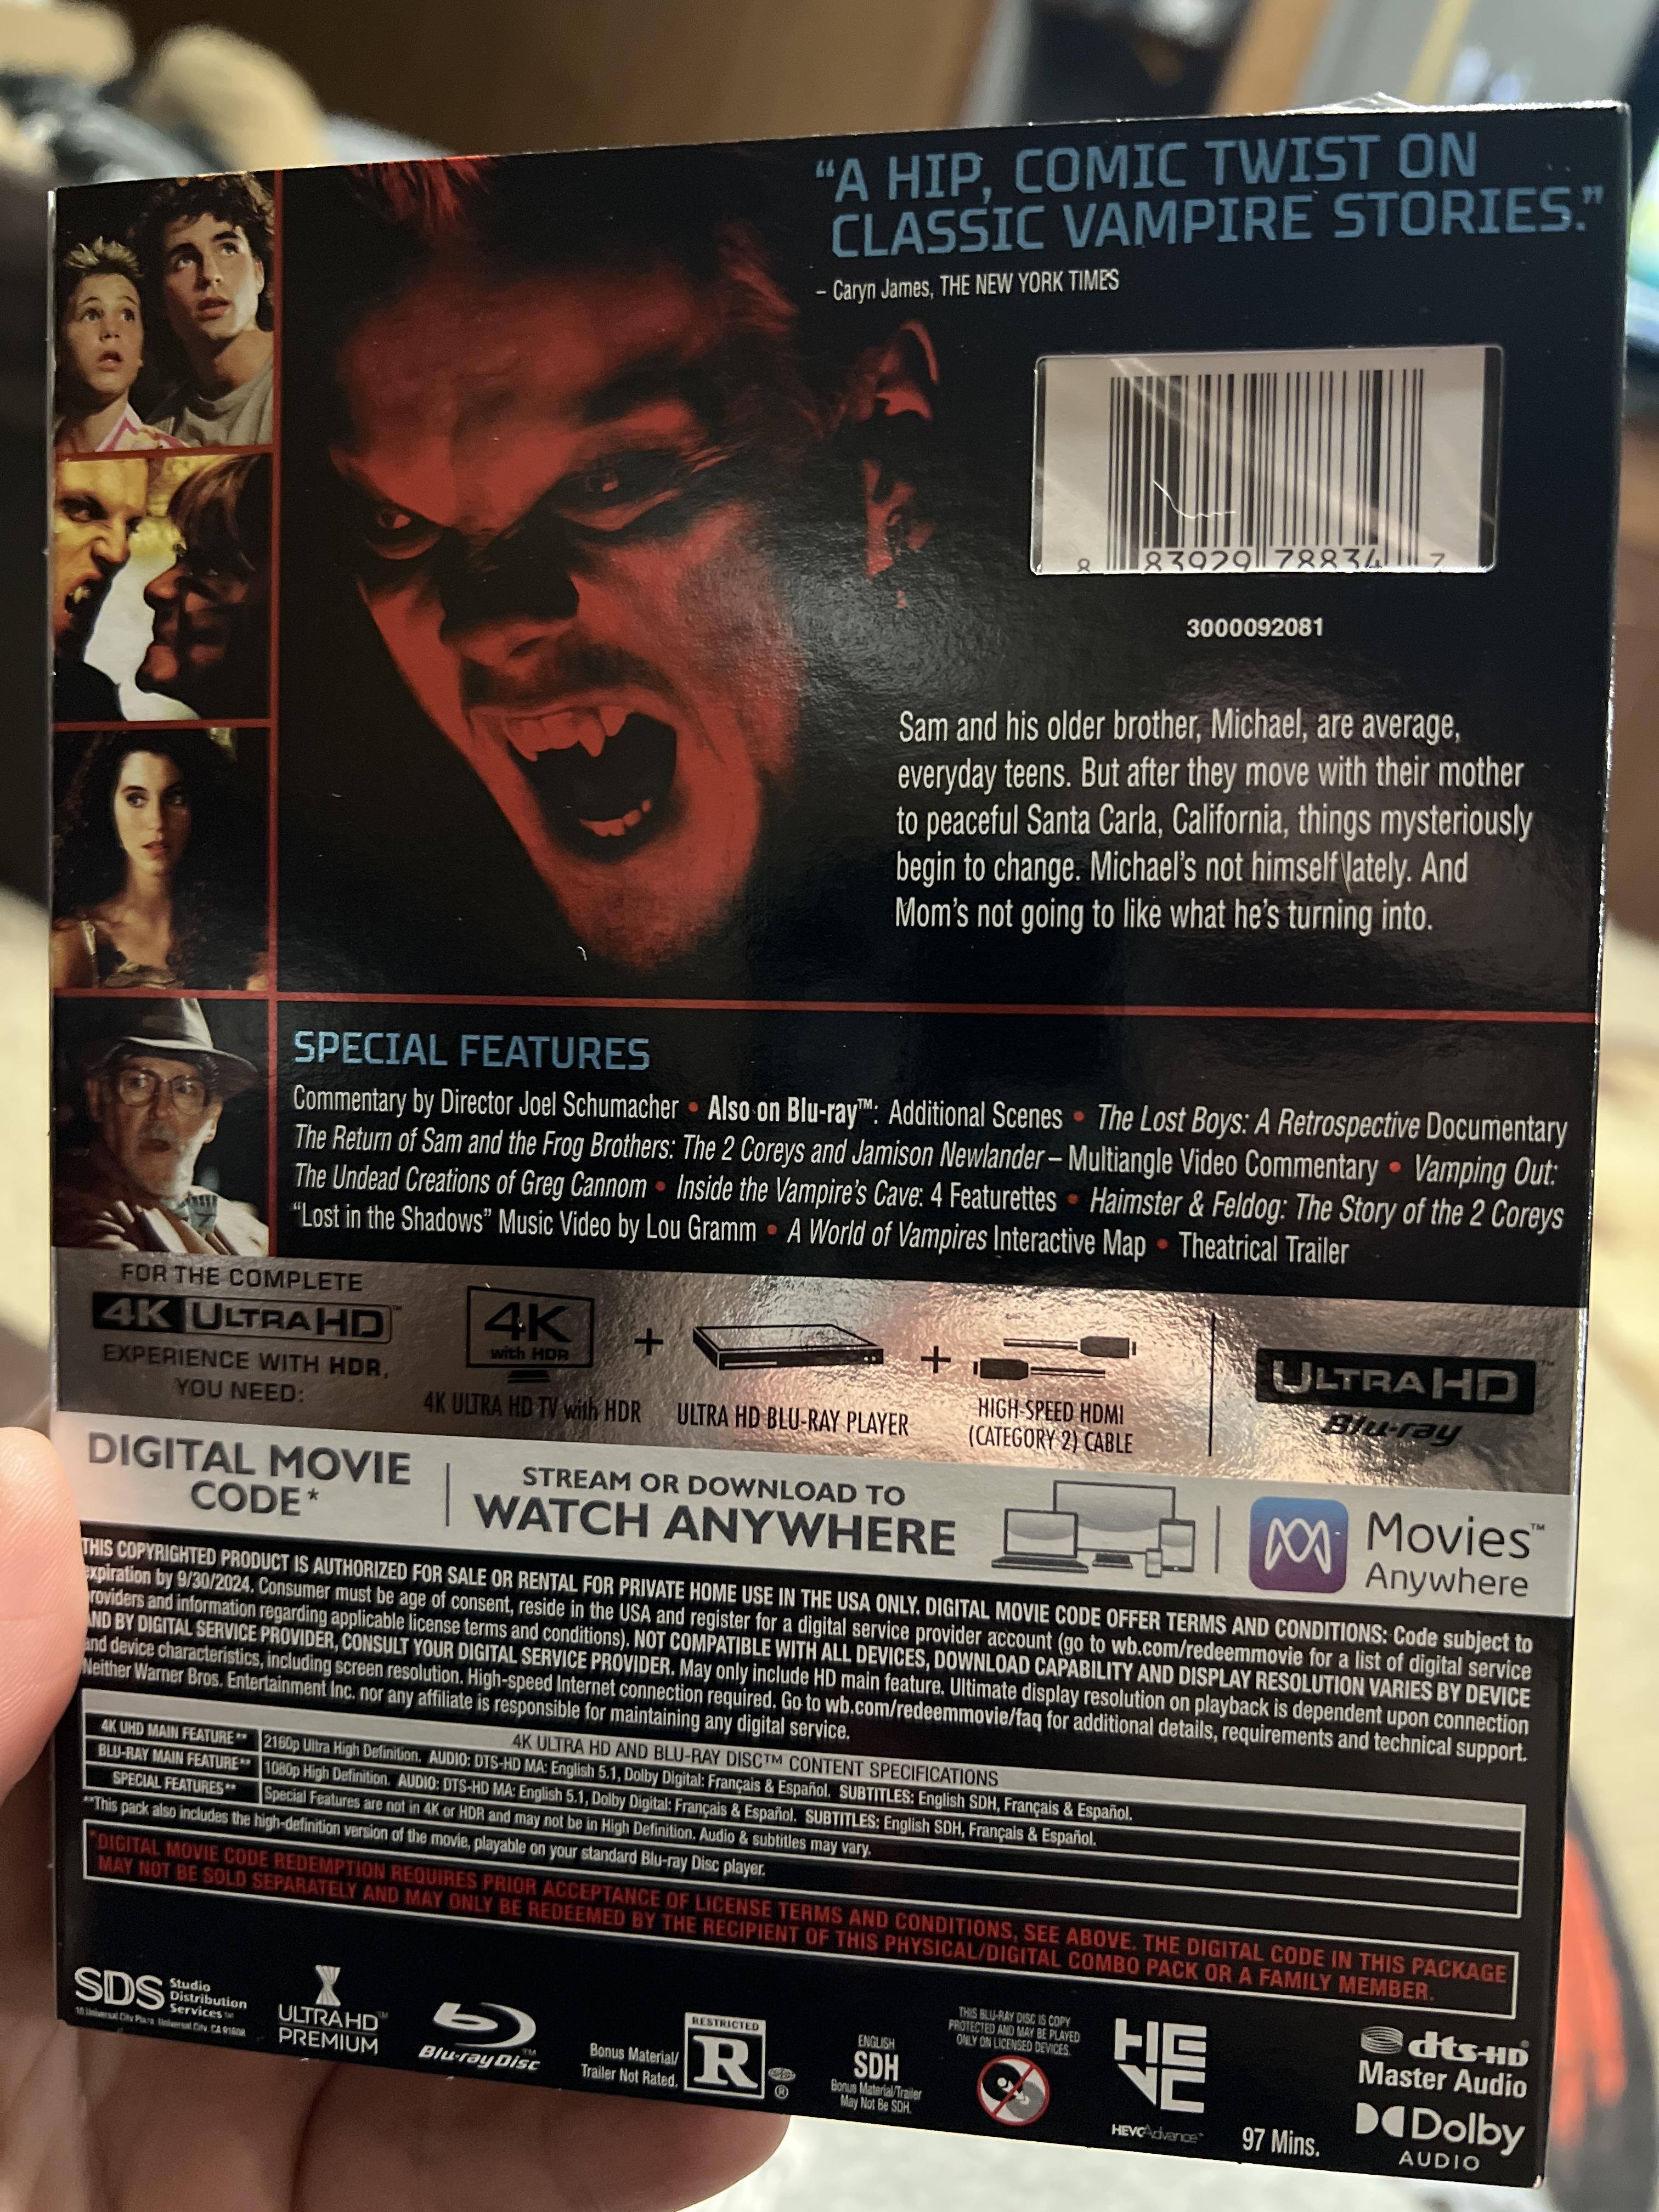 “A HIP, COMIC TWIST ON
CLASSIC VAMPIRE STORIES.”
– Caryn James, THE NEW YORK TIMES
8 83929 78834 7
3000092081
Sam and his older brother, Michael, are average,
everyday teens. But after they move with their mother
to peaceful Santa Carla, California, things mysteriously
begin to change. Michael’s not himself lately. And
Mom’s not going to like what he’s turning into.
SPECIAL FEATURES
Commentary by Director Joel Schumacher • Also on Blu-ray™: Additional Scenes • The Lost Boys: A Retrospective Documentary
The Return of Sam and the Frog Brothers: The 2 Coreys and Jamison Newlander – Multiangle Video Commentary • Vamping Out:
The Undead Creations of Greg Cannom • Inside the Vampire’s Cave: 4 Featurettes • Haimster & Feldog: The Story of the 2 Coreys
“Lost in the Shadows” Music Video by Lou Gramm • A World of Vampires Interactive Map • Theatrical Trailer
FOR THE COMPLETE
4K ULTRA HD™
EXPERIENCE WITH HDR,
YOU NEED:
4K
with HDR
4K ULTRA HD TV with HDR
+
ULTRA HD BLU-RAY PLAYER
+
HIGH-SPEED HDMI
(CATEGORY 2) CABLE
ULTRA HD™
Blu-ray
DIGITAL MOVIE
CODE*
STREAM OR DOWNLOAD TO
WATCH ANYWHERE
Movies™
Anywhere
THIS COPYRIGHTED PRODUCT IS AUTHORIZED FOR SALE OR RENTAL FOR PRIVATE HOME USE IN THE USA ONLY. DIGITAL MOVIE CODE OFFER TERMS AND CONDITIONS: Code subject to
expiration by 9/30/2024. Consumer must be age of consent, reside in the USA and register for a digital service provider account (go to wb.com/redeemmovie for a list of digital service
providers and information regarding applicable license terms and conditions). NOT COMPATIBLE WITH ALL DEVICES, DOWNLOAD CAPABILITY AND DISPLAY RESOLUTION VARIES BY DEVICE
AND BY DIGITAL SERVICE PROVIDER, CONSULT YOUR DIGITAL SERVICE PROVIDER. May only include HD main feature. Ultimate display resolution on playback is dependent upon connection
and device characteristics, including screen resolution. High-speed Internet connection required. Go to wb.com/redeemmovie/faq for additional details, requirements and technical support.
Neither Warner Bros. Entertainment Inc. nor any affiliate is responsible for maintaining any digital service.
4K ULTRA HD AND BLU-RAY DISC™ CONTENT SPECIFICATIONS
4K UHD MAIN FEATURE** 2160p Ultra High Definition. AUDIO: DTS-HD MA: English 5.1, Dolby Digital: Français & Español. SUBTITLES: English SDH, Français & Español.
BLU-RAY MAIN FEATURE** 1080p High Definition. AUDIO: DTS-HD MA: English 5.1, Dolby Digital: Français & Español. SUBTITLES: English SDH, Français & Español.
SPECIAL FEATURES** Special Features are not in 4K or HDR and may not be in High Definition. Audio & subtitles may vary.
**This pack also includes the high-definition version of the movie, playable on your standard Blu-ray Disc player.
*DIGITAL MOVIE CODE REDEMPTION REQUIRES PRIOR ACCEPTANCE OF LICENSE TERMS AND CONDITIONS, SEE ABOVE. THE DIGITAL CODE IN THIS PACKAGE
MAY NOT BE SOLD SEPARATELY AND MAY ONLY BE REDEEMED BY THE RECIPIENT OF THIS PHYSICAL/DIGITAL COMBO PACK OR A FAMILY MEMBER.
SDS Studio
Distribution
Services℠
10 Universal City Plaza Universal City, CA 91608
ULTRA HD™
PREMIUM
Blu-ray Disc™
Bonus Material/
Trailer Not Rated.
RESTRICTED
R
®
ENGLISH
SDH
Bonus Material/Trailer
May Not Be SDH.
THIS BLU-RAY DISC IS COPY
PROTECTED AND MAY BE PLAYED
ONLY ON LICENSED DEVICES.
HEVC
HEVC Advance™
97 Mins.
dts-HD®
Master Audio
Dolby
AUDIO